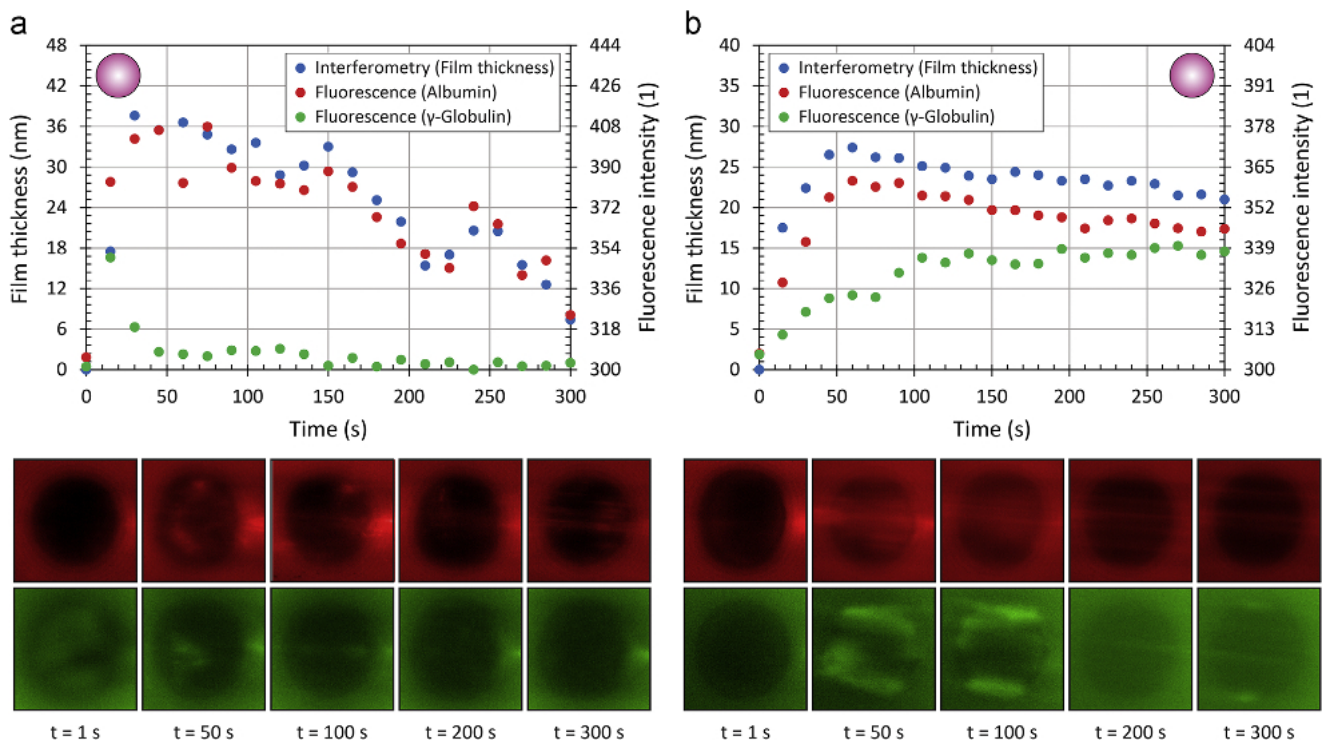 a
48
42
36
30
24
18
12
6
0
Film thickness (nm)
444
426
408
390
372
354
336
318
300
Fluorescence intensity (1)
Interferometry (Film thickness)
Fluorescence (Albumin)
Fluorescence (γ-Globulin)
0 50 100 150 200 250 300
Time (s)
t = 1 s t = 50 s t = 100 s t = 200 s t = 300 s
b
40
35
30
25
20
15
10
5
0
Film thickness (nm)
404
391
378
365
352
339
326
313
300
Fluorescence intensity (1)
Interferometry (Film thickness)
Fluorescence (Albumin)
Fluorescence (γ-Globulin)
0 50 100 150 200 250 300
Time (s)
t = 1 s t = 50 s t = 100 s t = 200 s t = 300 s